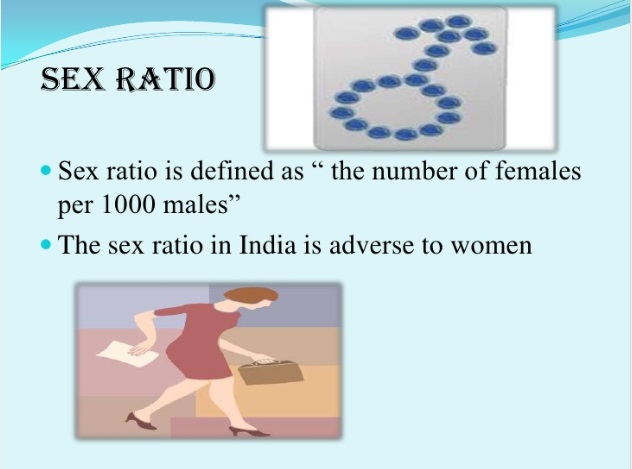 SEX RATIO
• Sex ratio is defined as “ the number of females
per 1000 males”
• The sex ratio in India is adverse to women